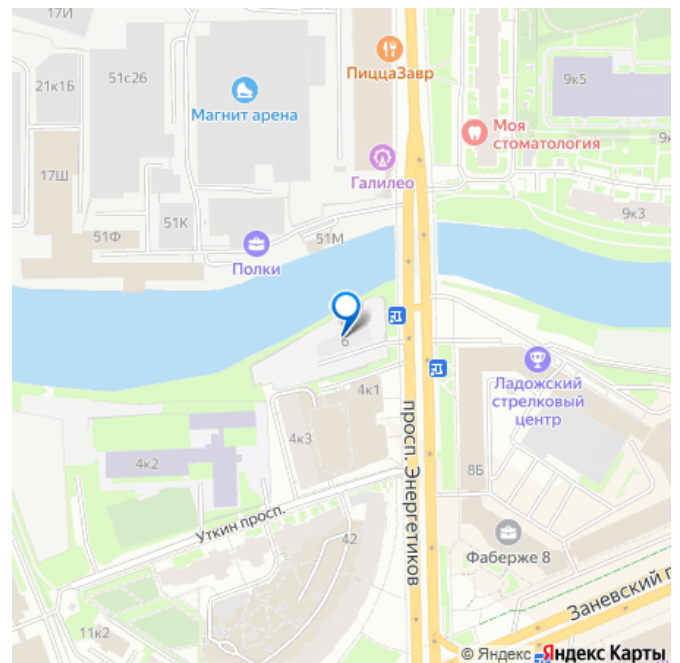 17И
51с26
21к1Б
ПиццаЗавр
9к5
Магнит арена
Моя
стоматология
17Ш
Галилео
51К
9к3
51Ф
51М
Полки
6
Ладожский
стрелковый
центр
4к1
просп. Энергетиков
4к3
4к2
8Б
Уткин просп.
42
Фаберже 8
Заневский п
11к2
© Яндекс Яндекс Карты